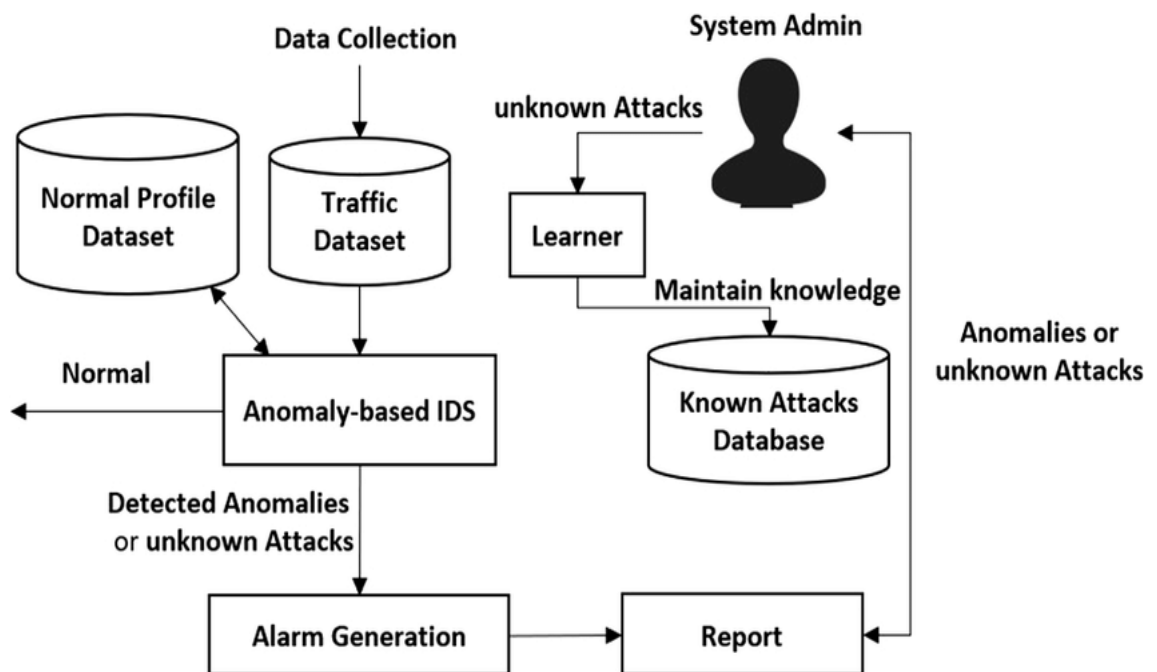 Data Collection
System Admin
unknown Attacks
Normal Profile
Dataset
Traffic
Dataset
Learner
Maintain knowledge
Anomalies or
unknown Attacks
Normal
Anomaly-based IDS
Known Attacks
Database
Detected Anomalies
or unknown Attacks
Alarm Generation
Report